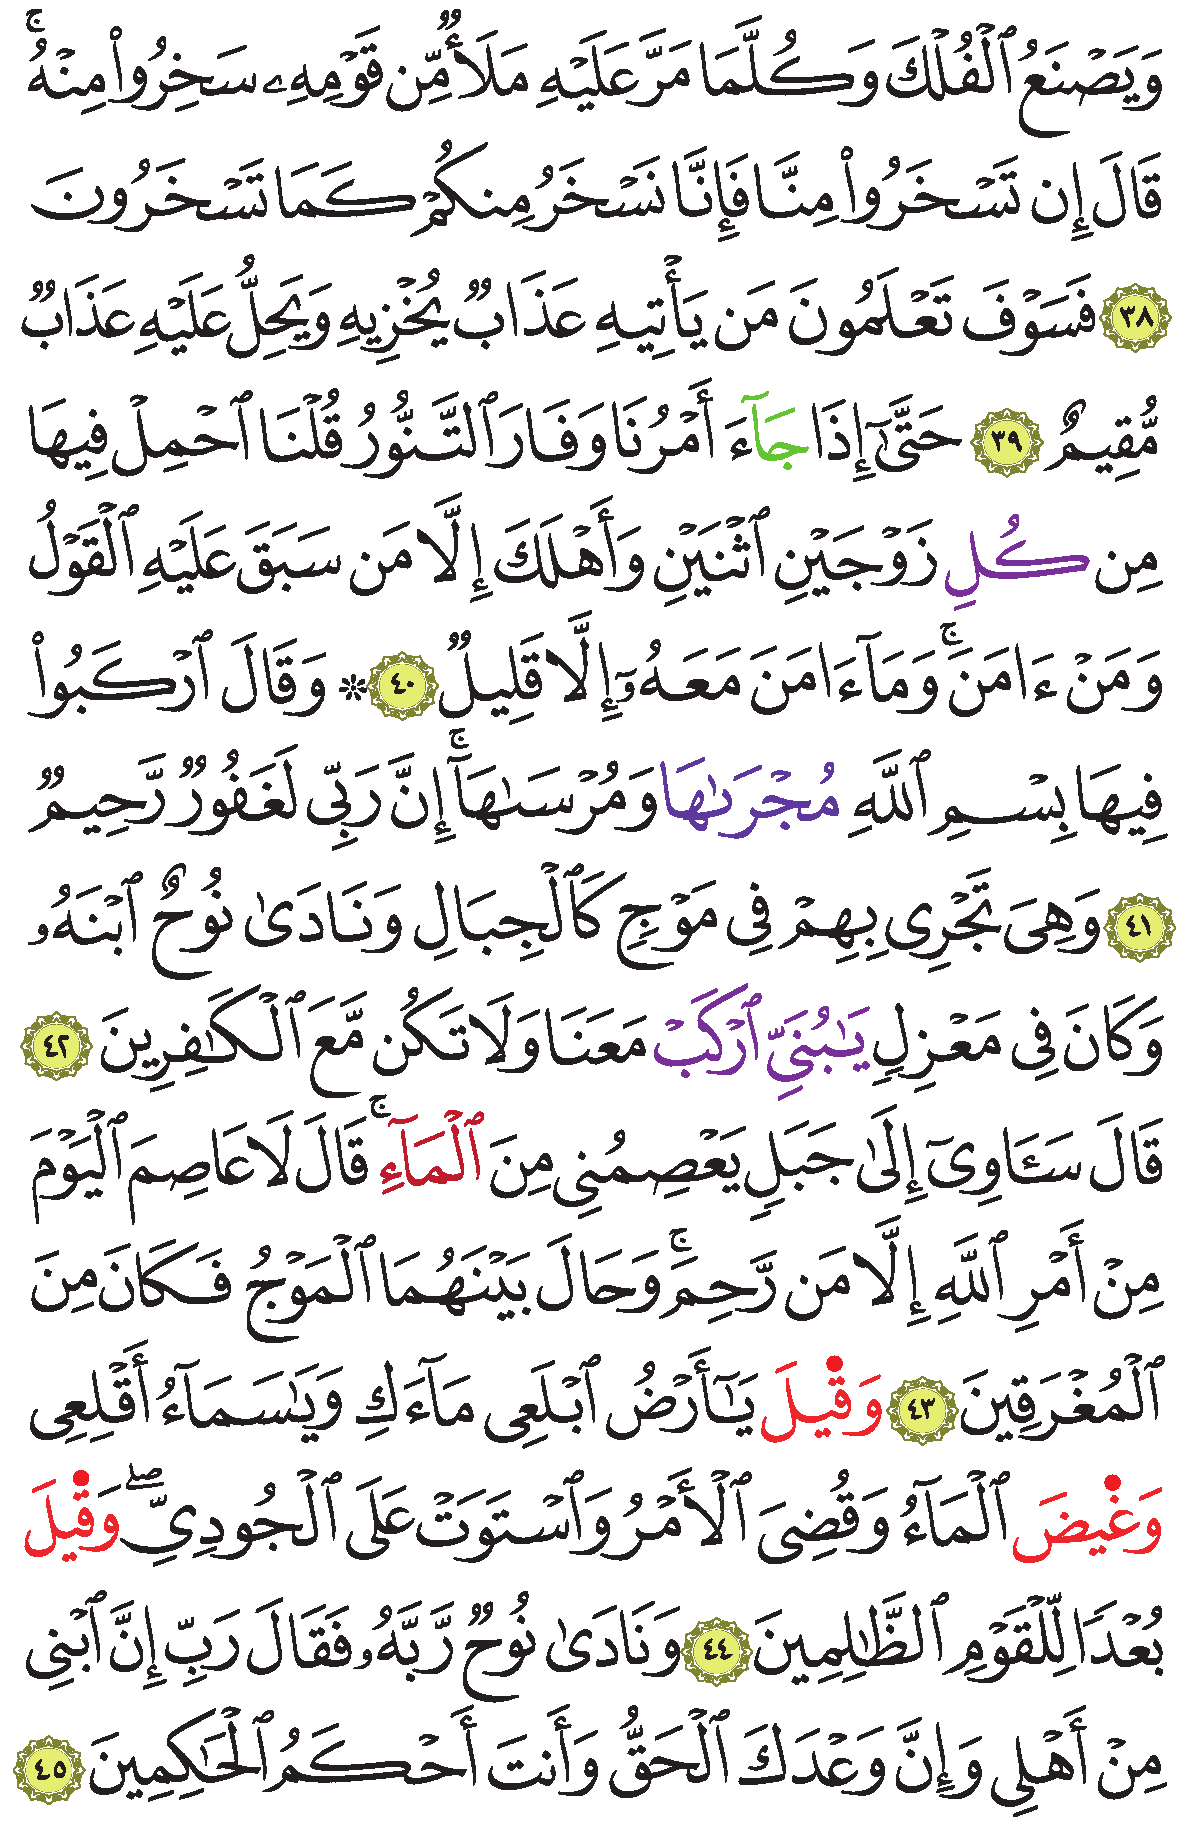 وَيَصْنَعُ ٱلْفُلْكَ وَكُلَّمَا مَرَّ عَلَيْهِ مَلَأٌ مِّن قَوْمِهِۦ سَخِرُوا۟ مِنْهُ ۚ
قَالَ إِن تَسْخَرُوا۟ مِنَّا فَإِنَّا نَسْخَرُ مِنكُمْ كَمَا تَسْخَرُونَ
٣٨ فَسَوْفَ تَعْلَمُونَ مَن يَأْتِيهِ عَذَابٌ يُخْزِيهِ وَيَحِلُّ عَلَيْهِ عَذَابٌ
مُّقِيمٌ ٣٩ حَتَّىٰٓ إِذَا جَآءَ أَمْرُنَا وَفَارَ ٱلتَّنُّورُ قُلْنَا ٱحْمِلْ فِيهَا
مِن كُلِ زَوْجَيْنِ ٱثْنَيْنِ وَأَهْلَكَ إِلَّا مَن سَبَقَ عَلَيْهِ ٱلْقَوْلُ
وَمَنْ ءَامَنَ ۚ وَمَآ ءَامَنَ مَعَهُۥٓ إِلَّا قَلِيلٌ ٤٠ ۞ وَقَالَ ٱرْكَبُوا۟
فِيهَا بِسْمِ ٱللَّهِ مُجْرَىٰهَا وَمُرْسَىٰهَآ ۚ إِنَّ رَبِّى لَغَفُورٌ رَّحِيمٌ
٤١ وَهِىَ تَجْرِى بِهِمْ فِى مَوْجٍ كَٱلْجِبَالِ وَنَادَىٰ نُوحٌ ٱبْنَهُۥ
وَكَانَ فِى مَعْزِلٍ يَـٰبُنَىِّ ٱرْكَبْ مَعَنَا وَلَا تَكُن مَّعَ ٱلْكَـٰفِرِينَ ٤٢
قَالَ سَـَٔاوِىٓ إِلَىٰ جَبَلٍ يَعْصِمُنِى مِنَ ٱلْمَآءِ ۚ قَالَ لَا عَاصِمَ ٱلْيَوْمَ
مِنْ أَمْرِ ٱللَّهِ إِلَّا مَن رَّحِمَ ۚ وَحَالَ بَيْنَهُمَا ٱلْمَوْجُ فَكَانَ مِنَ
ٱلْمُغْرَقِينَ ٤٣ وَقِيلَ يَـٰٓأَرْضُ ٱبْلَعِى مَآءَكِ وَيَـٰسَمَآءُ أَقْلِعِى
وَغِيضَ ٱلْمَآءُ وَقُضِىَ ٱلْأَمْرُ وَٱسْتَوَتْ عَلَى ٱلْجُودِىِّ ۖ وَقِيلَ
بُعْدًا لِّلْقَوْمِ ٱلظَّـٰلِمِينَ ٤٤ وَنَادَىٰ نُوحٌ رَّبَّهُۥ فَقَالَ رَبِّ إِنَّ ٱبْنِى
مِنْ أَهْلِى وَإِنَّ وَعْدَكَ ٱلْحَقُّ وَأَنتَ أَحْكَمُ ٱلْحَـٰكِمِينَ ٤٥